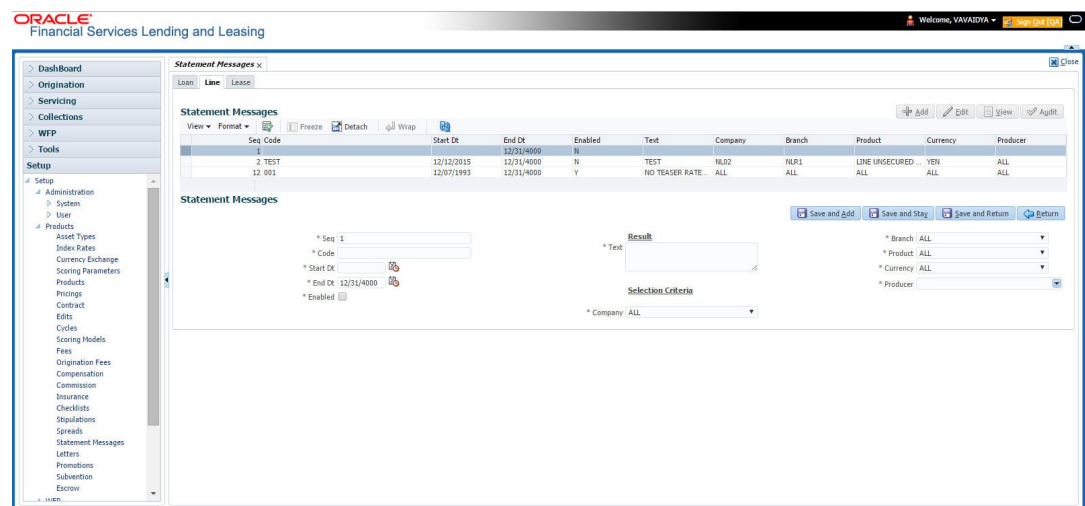 ORACLE
Financial Services Lending and Leasing
Welcome, VAVAIDYA
Sign Out [QA]
DashBoard
Origination
Servicing
Collections
WFP
Tools
Setup
Setup
Administration
System
User
Products
Asset Types
Index Rates
Currency Exchange
Scoring Parameters
Products
Pricings
Contract
Edits
Cycles
Scoring Models
Fees
Origination Fees
Compensation
Commission
Insurance
Checklists
Stipulations
Spreads
Statement Messages
Letters
Promotions
Subvention
Escrow
WFP
Statement Messages x
Close
Loan Line Lease
Statement Messages
Add Edit View Audit
View Format Freeze Detach Wrap
Seq Code Start Dt End Dt Enabled Text Company Branch Product Currency Producer
1 12/31/4000 N
2 TEST 12/12/2015 12/31/4000 N TEST NL02 NLR1 LINE UNSECURED ... YEN ALL
12 001 12/07/1993 12/31/4000 Y NO TEASER RATE... ALL ALL ALL ALL ALL
Statement Messages
Save and Add Save and Stay Save and Return Return
* Seq 1
* Code
* Start Dt
* End Dt 12/31/4000
* Enabled
Result
* Text
Selection Criteria
* Company ALL
* Branch ALL
* Product ALL
* Currency ALL
* Producer